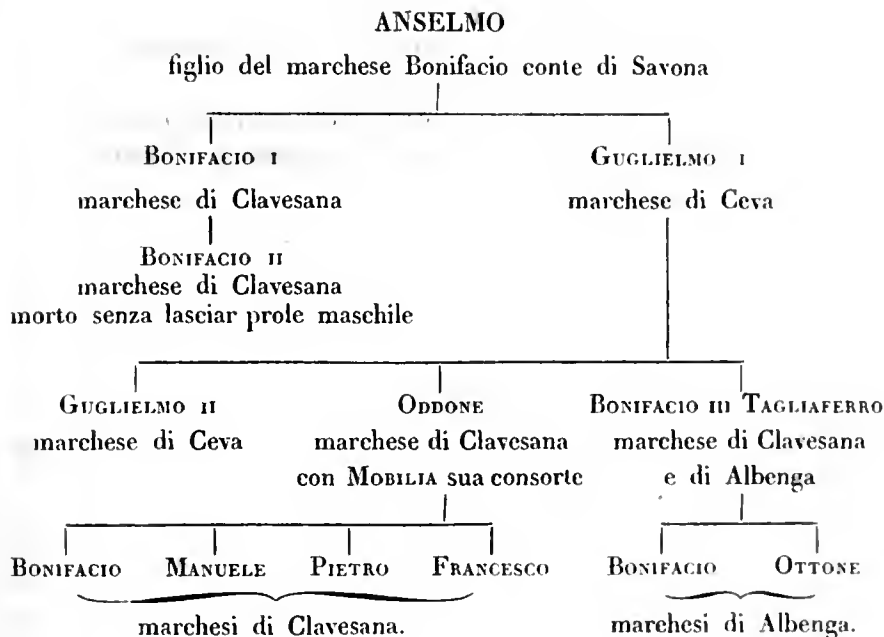 ANSELMO
figlio del marchese Bonifacio conte di Savona
BONIFACIO I
marchese di Clavesana
GUGLIELMO I
marchese di Ceva
BONIFACIO II
marchese di Clavesana
morto senza lasciar prole maschile
GUGLIELMO II
marchese di Ceva
ODDONE
marchese di Clavesana
con MOBILIA sua consorte
BONIFACIO III TAGLIAFERRO
marchese di Clavesana
e di Albenga
BONIFACIO MANUELE PIETRO FRANCESCO
marchesi di Clavesana.
BONIFACIO OTTONE
marchesi di Albenga.